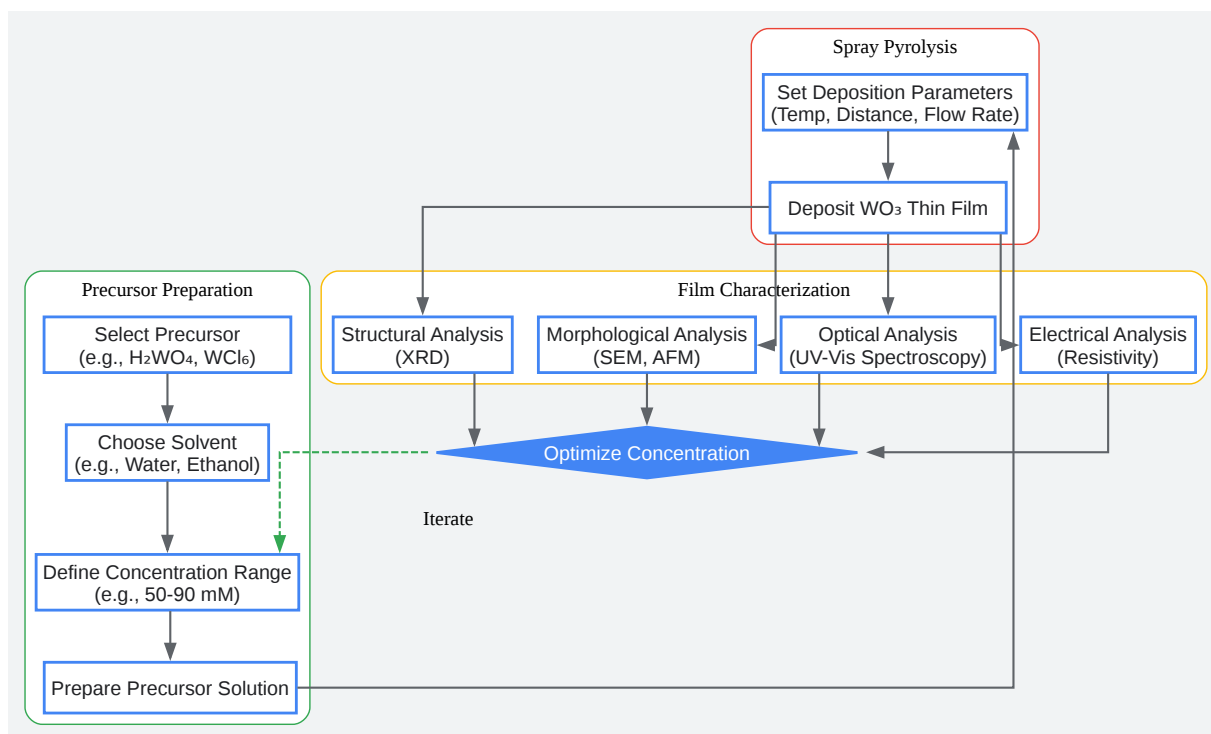 Spray Pyrolysis
Set Deposition Parameters
(Temp, Distance, Flow Rate)
Deposit WO₃ Thin Film
Precursor Preparation
Select Precursor
(e.g., H₂WO₄, WCl₆)
Choose Solvent
(e.g., Water, Ethanol)
Define Concentration Range
(e.g., 50-90 mM)
Prepare Precursor Solution
Film Characterization
Structural Analysis
(XRD)
Morphological Analysis
(SEM, AFM)
Optical Analysis
(UV-Vis Spectroscopy)
Electrical Analysis
(Resistivity)
Optimize Concentration
Iterate